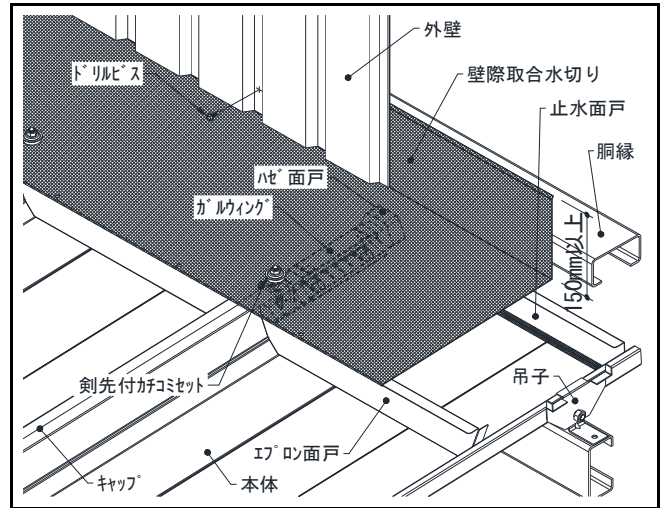 外壁
ﾄﾞﾘﾙﾋﾞｽ
壁際取合水切り
止水面戸
胴縁
ﾊｾﾞ面戸
ｶﾞﾙｳｨﾝｸﾞ
150mm以上
剣先付ｶﾁｺﾐｾｯﾄ
吊子
ｴﾌﾟﾛﾝ面戸
ｷｬｯﾌﾟ
本体